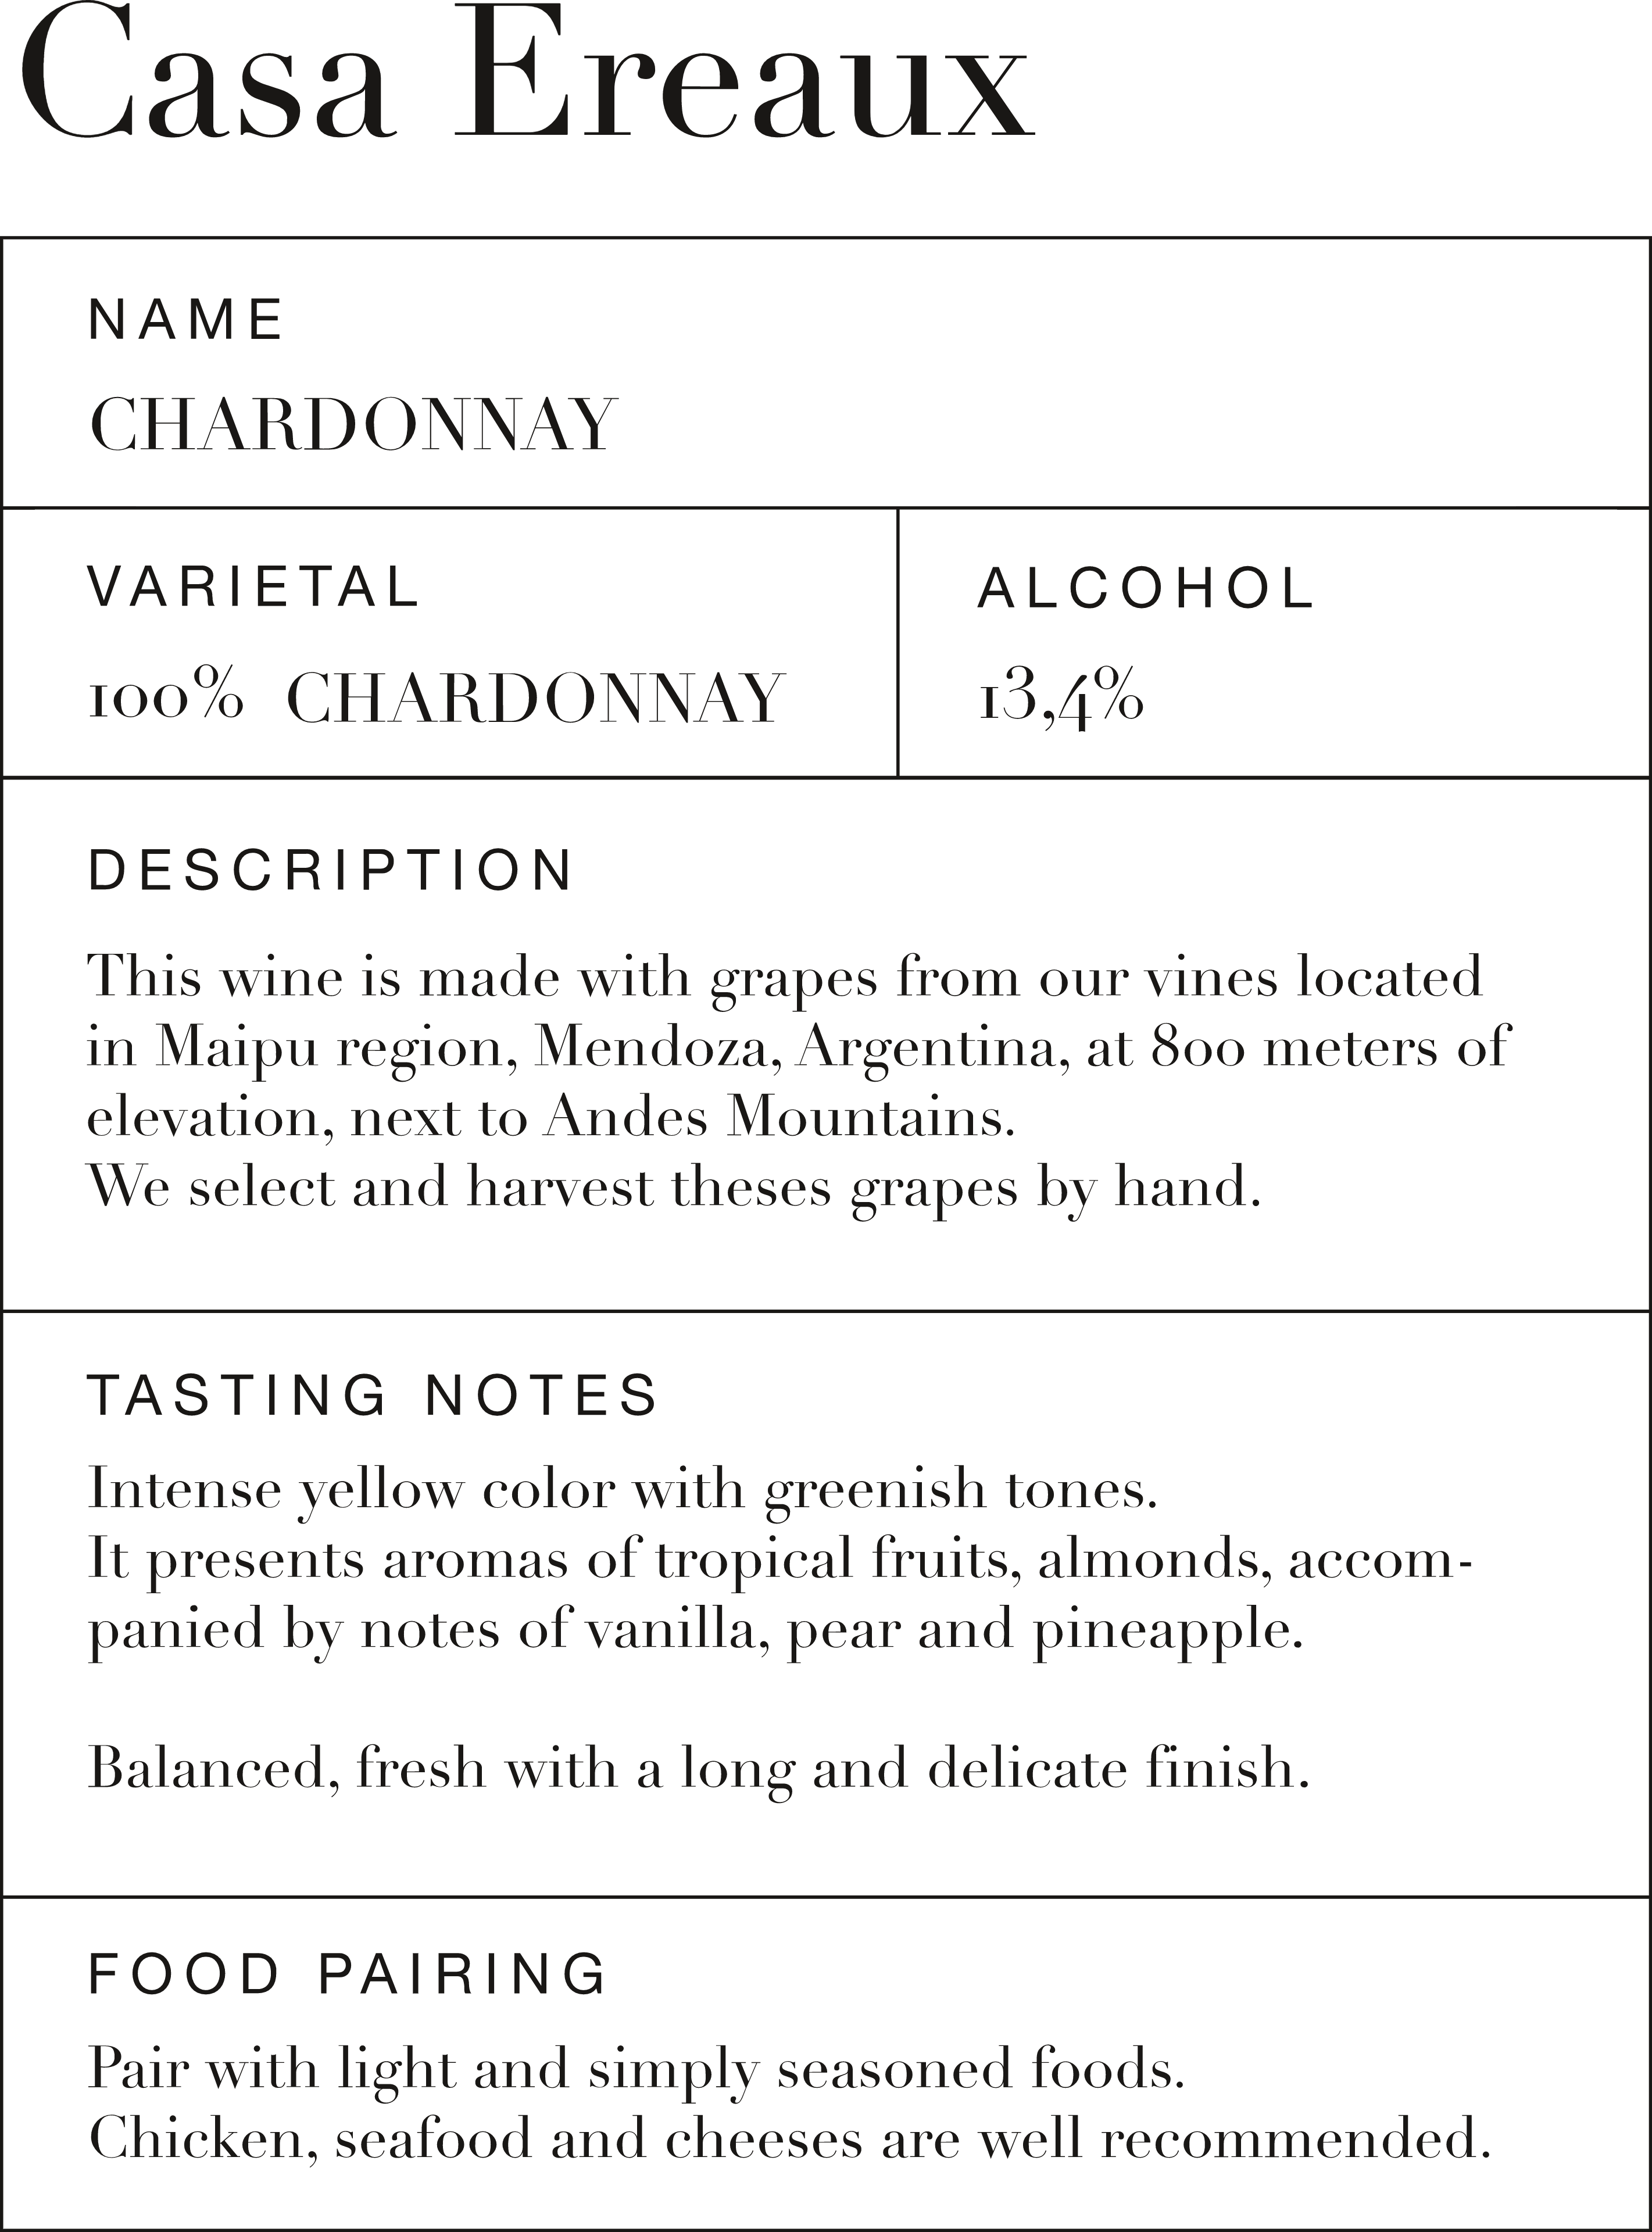 Casa Ereaux
NAME
CHARDONNAY
VARIETAL
100% CHARDONNAY
ALCOHOL
13,4%
DESCRIPTION
This wine is made with grapes from our vines located
in Maipu region, Mendoza, Argentina, at 800 meters of
elevation, next to Andes Mountains.
We select and harvest theses grapes by hand.
TASTING NOTES
Intense yellow color with greenish tones.
It presents aromas of tropical fruits, almonds, accom-
panied by notes of vanilla, pear and pineapple.
Balanced, fresh with a long and delicate finish.
FOOD PAIRING
Pair with light and simply seasoned foods.
Chicken, seafood and cheeses are well recommended.